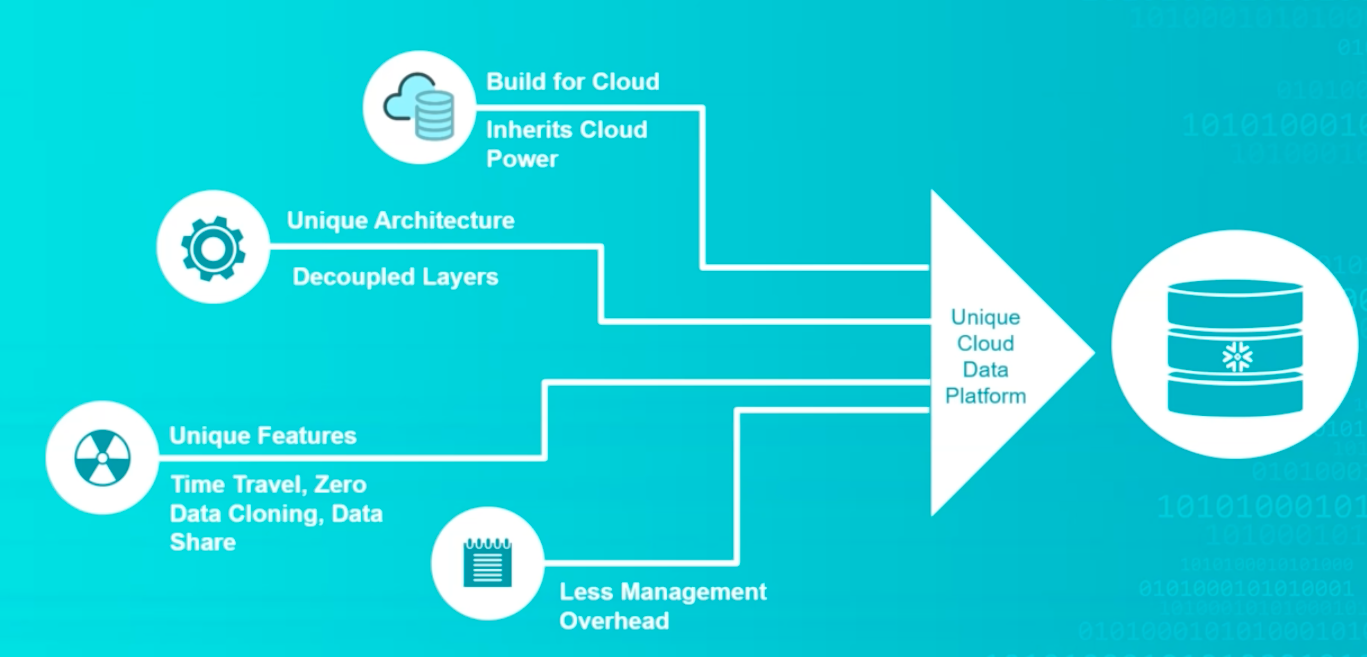 Build for Cloud
Inherits Cloud
Power
Unique Architecture
Decoupled Layers
Unique Features
Time Travel, Zero
Data Cloning, Data
Share
Less Management
Overhead
Unique
Cloud
Data
Platform